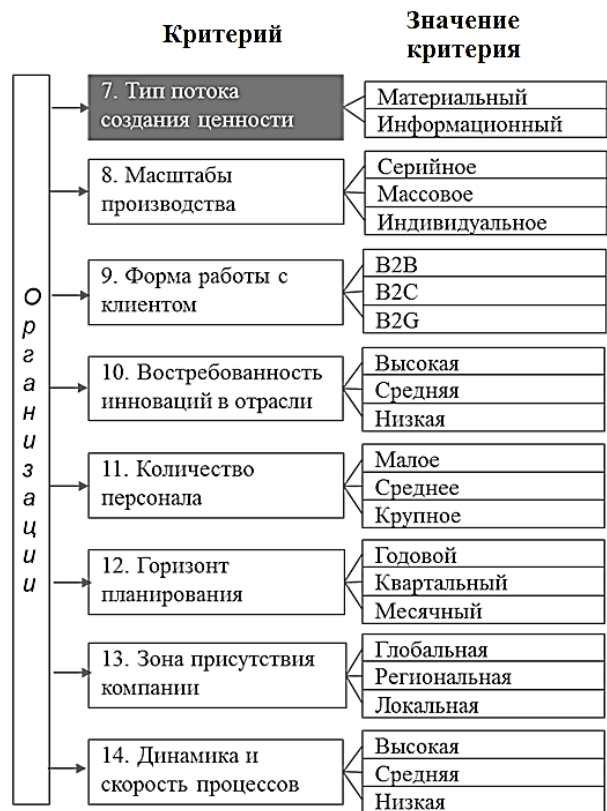 Критерий
Значение
критерия
Организации
7. Тип потока
создания ценности
Материальный
Информационный
8. Масштабы
производства
Серийное
Массовое
Индивидуальное
9. Форма работы с
клиентом
B2B
B2C
B2G
10. Востребованность
инноваций в отрасли
Высокая
Средняя
Низкая
11. Количество
персонала
Малое
Среднее
Крупное
12. Горизонт
планирования
Годовой
Квартальный
Месячный
13. Зона присутствия
компании
Глобальная
Региональная
Локальная
14. Динамика и
скорость процессов
Высокая
Средняя
Низкая